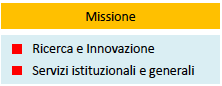 Missione
Ricerca e Innovazione
Servizi istituzionali e generali